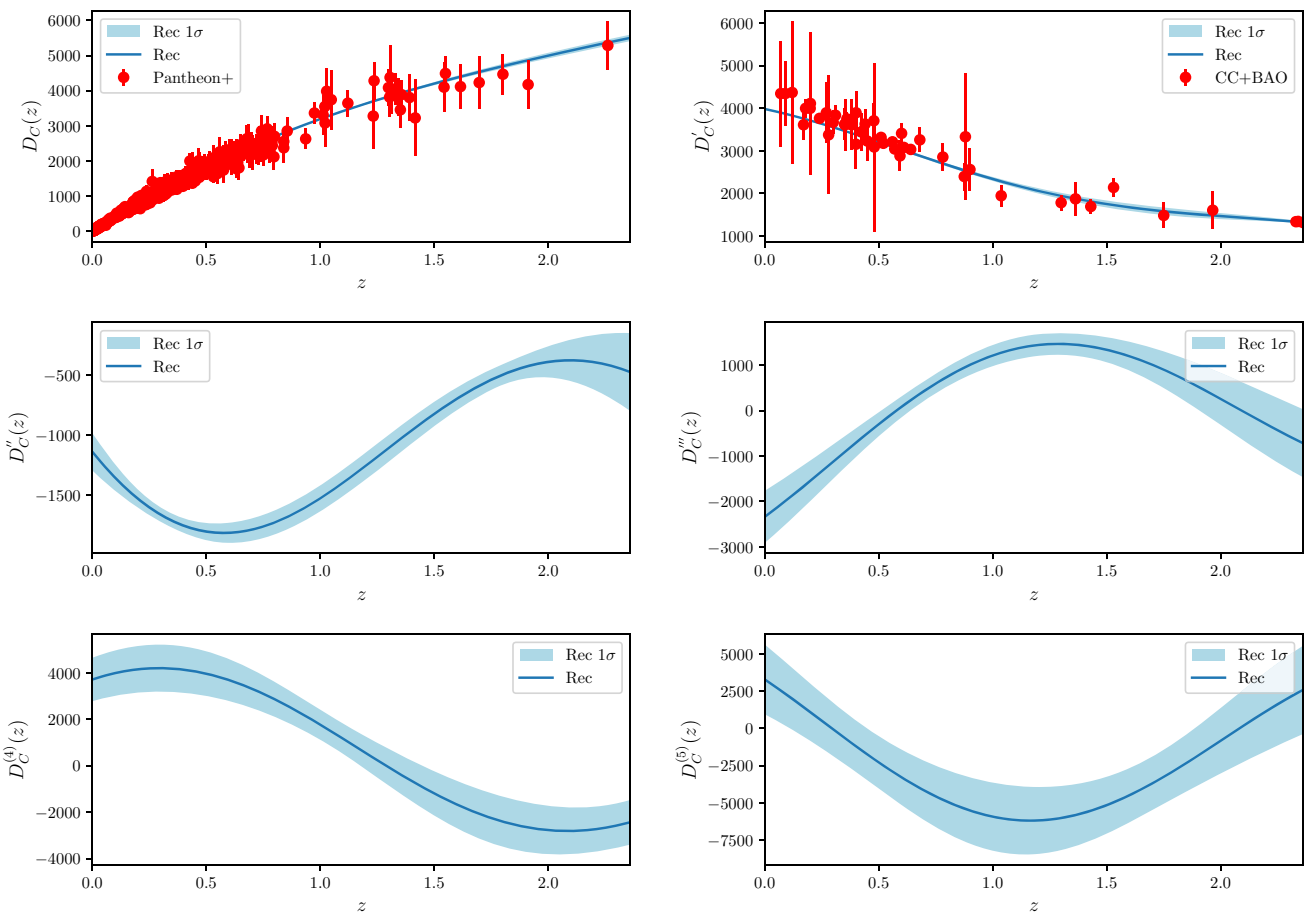 6000
5000
4000
3000
2000
1000
0
D_C(z)
Rec 1σ
Rec
Pantheon+
0.0 0.5 1.0 1.5 2.0
z
6000
5000
4000
3000
2000
1000
D′_C(z)
Rec 1σ
Rec
CC+BAO
0.0 0.5 1.0 1.5 2.0
z
−500
−1000
−1500
D″_C(z)
Rec 1σ
Rec
0.0 0.5 1.0 1.5 2.0
z
1000
0
−1000
−2000
−3000
D‴_C(z)
Rec 1σ
Rec
0.0 0.5 1.0 1.5 2.0
z
4000
2000
0
−2000
−4000
D_C^(4)(z)
Rec 1σ
Rec
0.0 0.5 1.0 1.5 2.0
z
5000
2500
0
−2500
−5000
−7500
D_C^(5)(z)
Rec 1σ
Rec
0.0 0.5 1.0 1.5 2.0
z